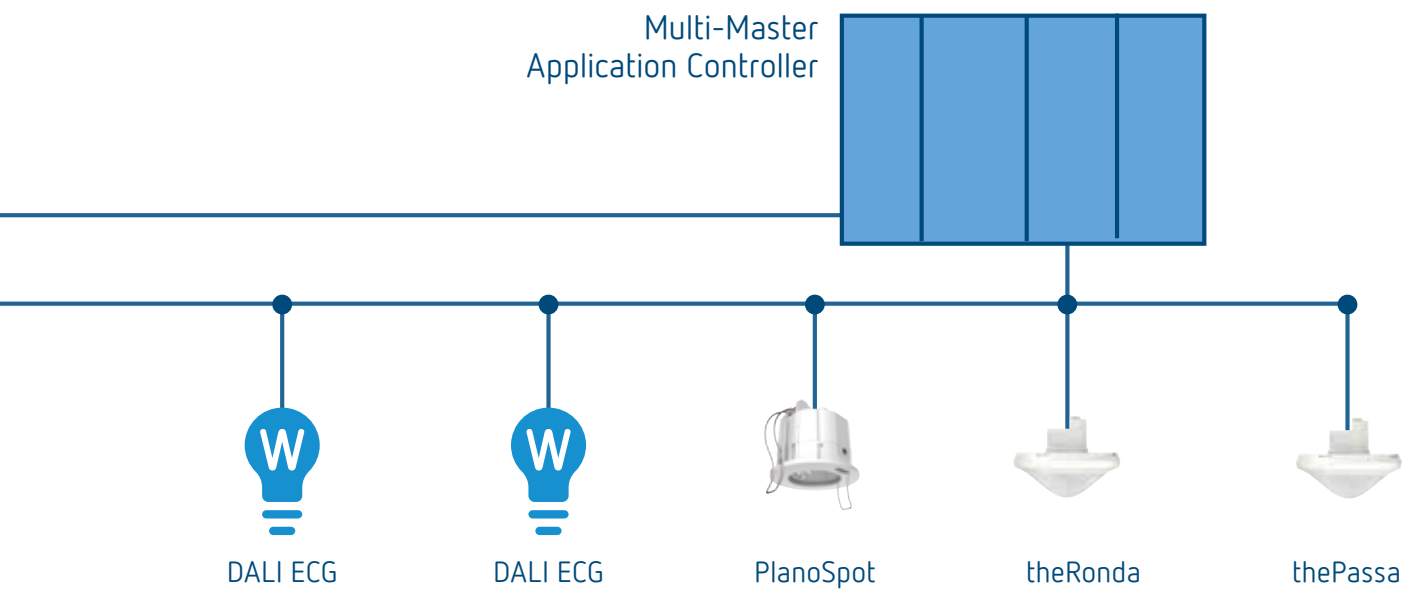 Multi-Master
Application Controller
W
W
DALI ECG
DALI ECG
PlanoSpot
theRonda
thePassa